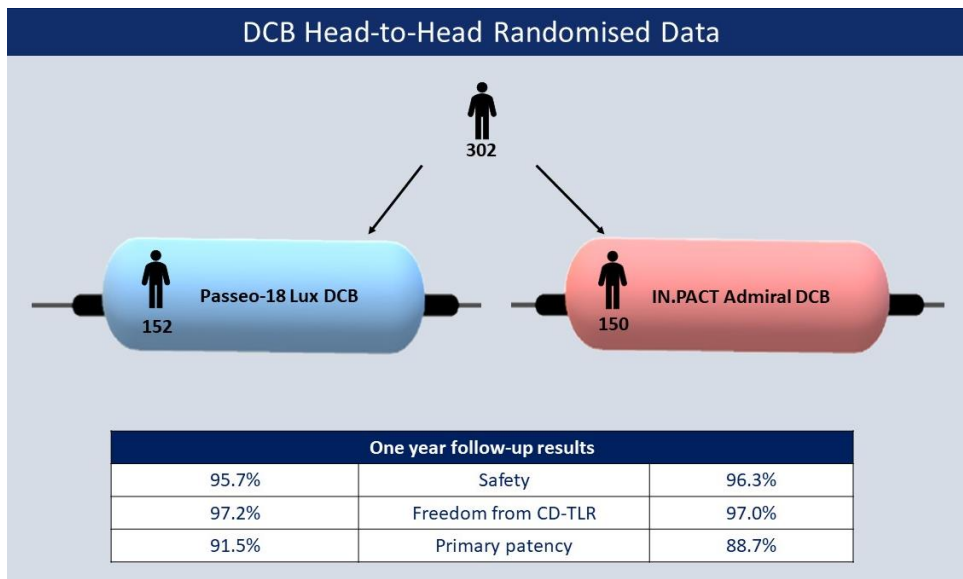 DCB Head-to-Head Randomised Data
302
Passeo-18 Lux DCB
152
IN.PACT Admiral DCB
150
One year follow-up results
95.7% Safety 96.3%
97.2% Freedom from CD-TLR 97.0%
91.5% Primary patency 88.7%